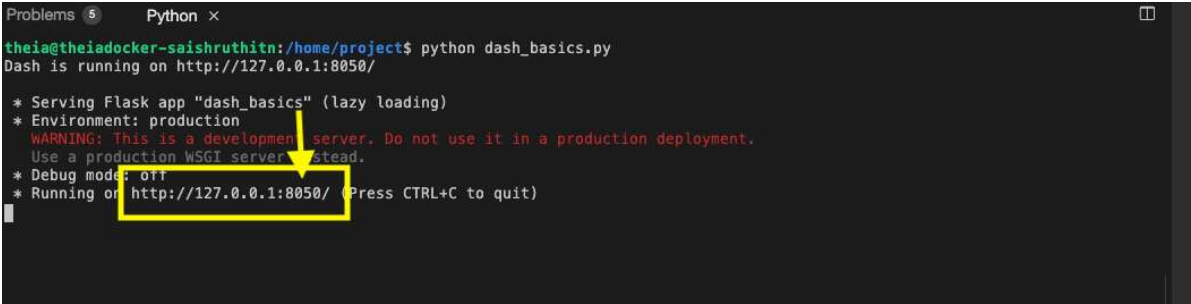 Problems 5 Python ×
theia@theiadocker-saishruthitn:/home/project$ python dash_basics.py
Dash is running on http://127.0.0.1:8050/
* Serving Flask app "dash_basics" (lazy loading)
* Environment: production
WARNING: This is a development server. Do not use it in a production deployment.
Use a production WSGI server instead.
* Debug mode: off
* Running on http://127.0.0.1:8050/ (Press CTRL+C to quit)